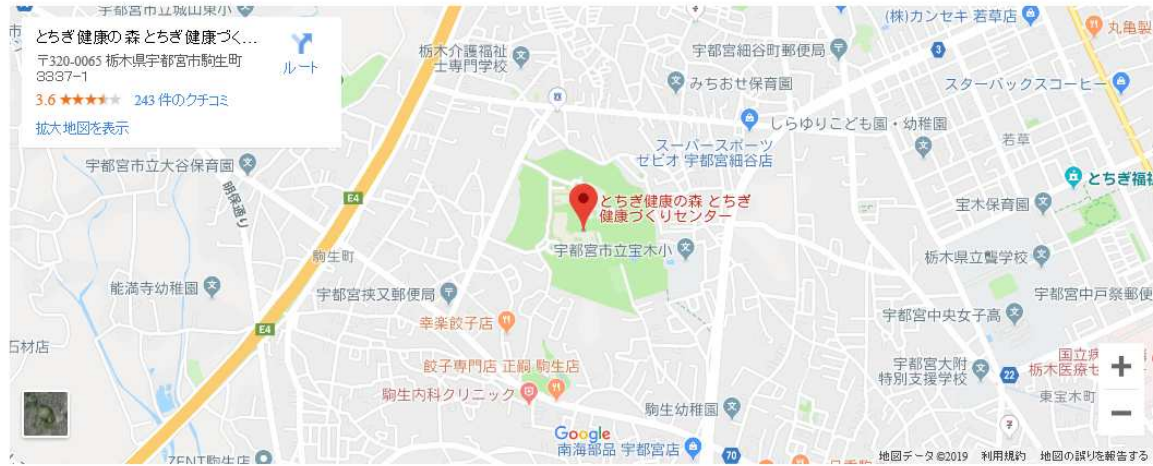 宇都宮市立城山東小
とちぎ健康の森 とちぎ健康づく...
〒320-0065 栃木県宇都宮市駒生町
3337-1
3.6
243 件のクチコミ
拡大地図を表示
ルート
(株)カンセキ 若草店
丸亀製
栃木介護福祉
士専門学校
宇都宮細谷町郵便局
3
みちおせ保育園
スターバックスコーヒー
しらゆりこども園・幼稚園
スーパースポーツ
ゼビオ 宇都宮細谷店
若草
宇都宮市立大谷保育園
明保通り
E4
とちぎ福祉
とちぎ健康の森 とちぎ
健康づくりセンター
宝木保育園
宇都宮市立宝木小
駒生町
栃木県立聾学校
能満寺幼稚園
宇都宮狭又郵便局
宇都宮中戸祭郵便
幸楽餃子店
宇都宮中央女子高
E4
石材店
餃子専門店 正嗣 駒生店
宇都宮大附
特別支援学校
22
国立病
栃木医療セ
駒生内科クリニック
東宝木町
駒生幼稚園
Google
南海部品 宇都宮店
70
ZENT駒生店
地図データ ©2019
利用規約
地図の誤りを報告する